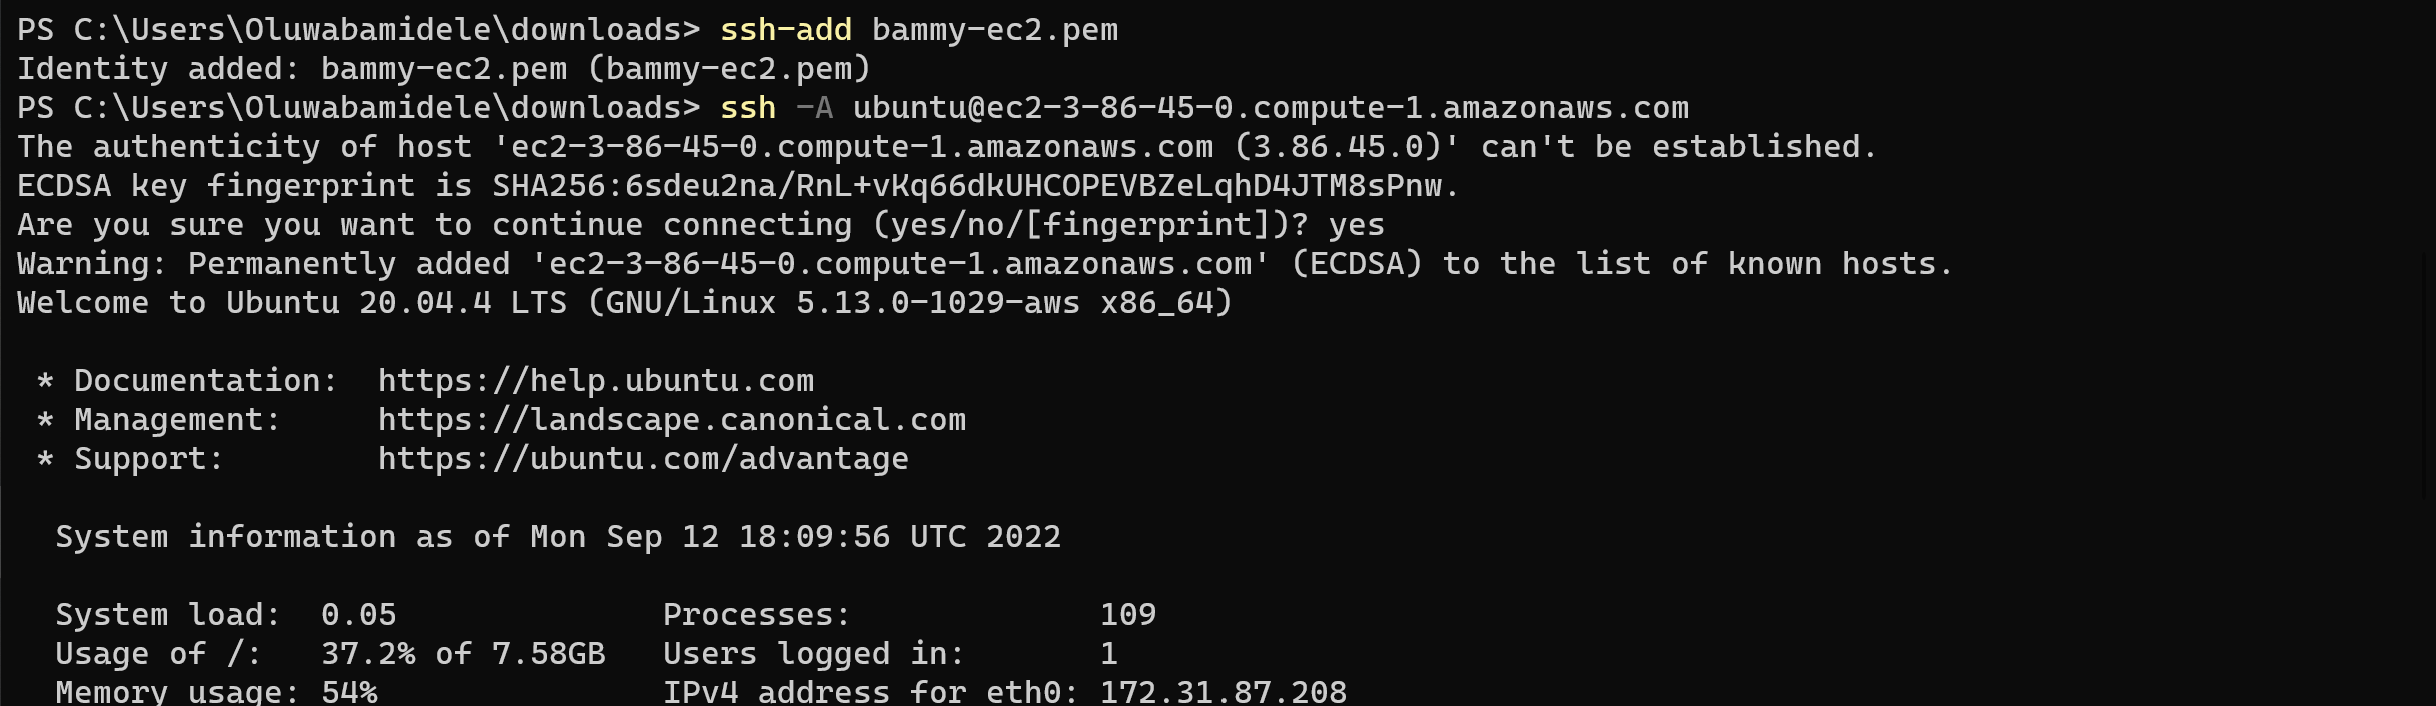 PS C:\Users\Oluwabamidele\downloads> ssh-add bammy-ec2.pem
Identity added: bammy-ec2.pem (bammy-ec2.pem)
PS C:\Users\Oluwabamidele\downloads> ssh -A ubuntu@ec2-3-86-45-0.compute-1.amazonaws.com
The authenticity of host 'ec2-3-86-45-0.compute-1.amazonaws.com (3.86.45.0)' can't be established.
ECDSA key fingerprint is SHA256:6sdeu2na/RnL+vKq66dkUHCOPEVBZeLqhD4JTM8sPnw.
Are you sure you want to continue connecting (yes/no/[fingerprint])? yes
Warning: Permanently added 'ec2-3-86-45-0.compute-1.amazonaws.com' (ECDSA) to the list of known hosts.
Welcome to Ubuntu 20.04.4 LTS (GNU/Linux 5.13.0-1029-aws x86_64)
* Documentation:  https://help.ubuntu.com
* Management:     https://landscape.canonical.com
* Support:        https://ubuntu.com/advantage
System information as of Mon Sep 12 18:09:56 UTC 2022
System load:  0.05              Processes:             109
Usage of /:   37.2% of 7.58GB   Users logged in:       1
Memory usage: 54%               IPv4 address for eth0: 172.31.87.208